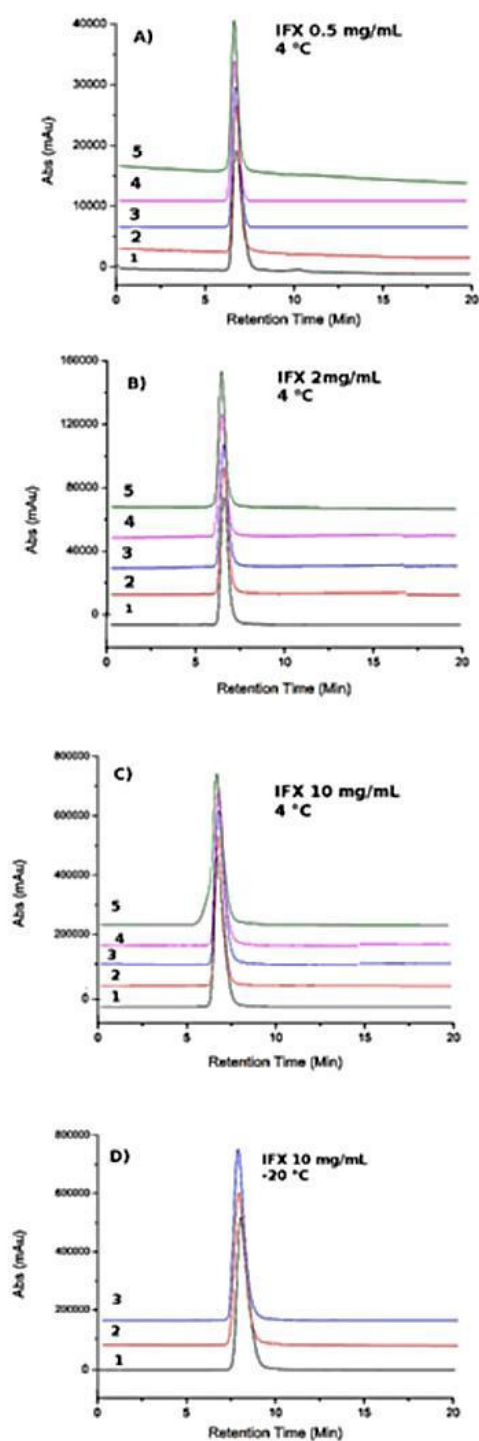 A)
IFX 0.5 mg/mL
4 °C
40000
30000
20000
10000
0
Abs (mAu)
5
4
3
2
1
0
5
10
15
20
Retention Time (Min)
B)
IFX 2mg/mL
4 °C
160000
120000
80000
40000
0
Abs (mAu)
5
4
3
2
1
0
5
10
15
20
Retention Time (Min)
C)
IFX 10 mg/mL
4 °C
800000
600000
400000
200000
0
Abs (mAu)
5
4
3
2
1
0
5
10
15
20
Retention Time (Min)
D)
IFX 10 mg/mL
-20 °C
800000
600000
400000
200000
0
Abs (mAu)
3
2
1
0
5
10
15
20
Retention Time (Min)